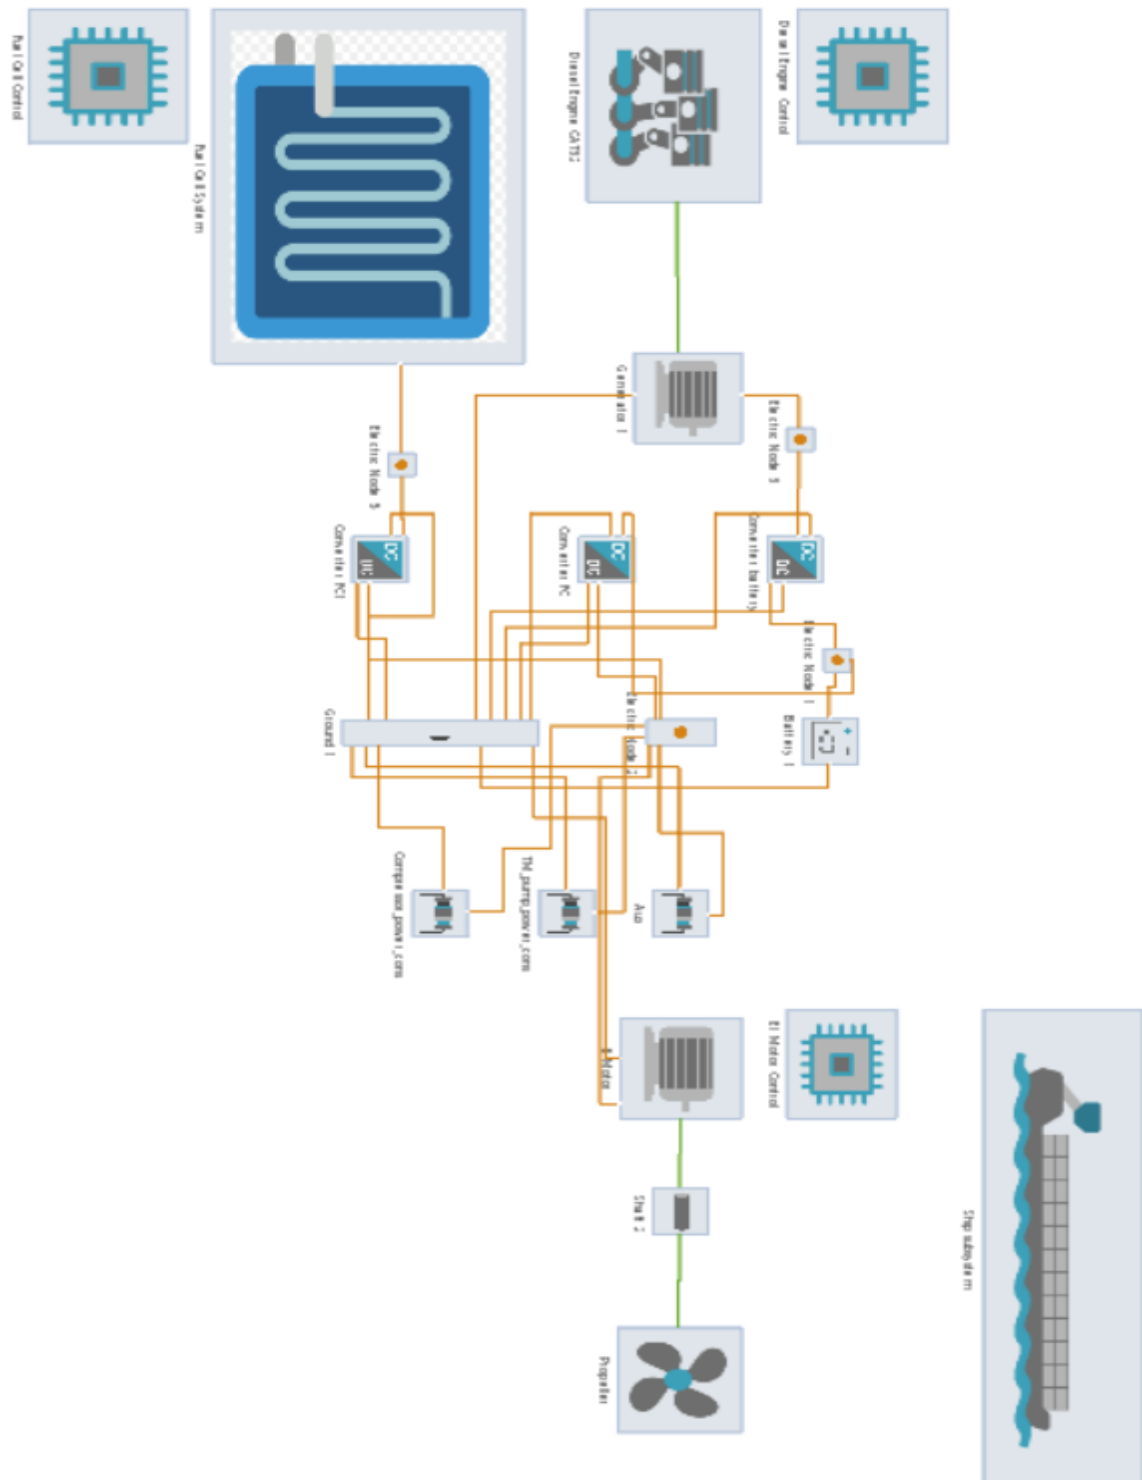 Fuel Cell Control
Fuel Cell System
Diesel Engine CAT32
Diesel Engine Control
Generator 1
Electric Node 3
Electric Node 5
Converter FC1
Converter FC
Converter battery
Electric Node 1
Ground 1
Electric Node 2
Battery 1
DC
DC
DC
DC
DC
DC
Compressor_power_cons
TM_pump_power_cons
Aux
E-Motor
El Motor Control
Shaft 2
Ship subsystem
Propeller